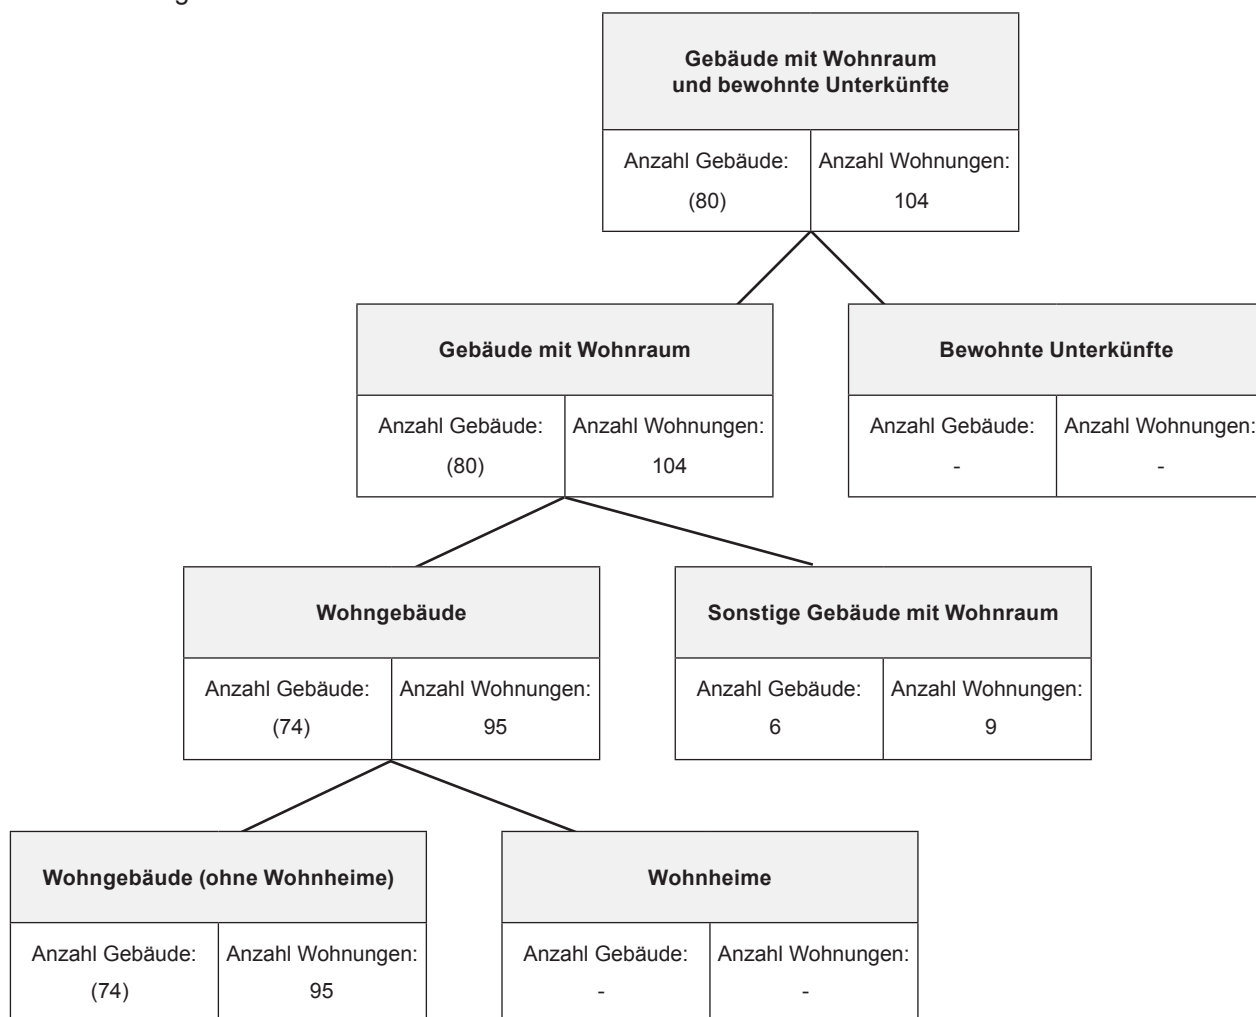 Gebäude mit Wohnraum
und bewohnte Unterkünfte
Anzahl Gebäude: Anzahl Wohnungen:
(80) 104
Gebäude mit Wohnraum Bewohnte Unterkünfte
Anzahl Gebäude: Anzahl Wohnungen: Anzahl Gebäude: Anzahl Wohnungen:
(80) 104 - -
Wohngebäude Sonstige Gebäude mit Wohnraum
Anzahl Gebäude: Anzahl Wohnungen: Anzahl Gebäude: Anzahl Wohnungen:
(74) 95 6 9
Wohngebäude (ohne Wohnheime) Wohnheime
Anzahl Gebäude: Anzahl Wohnungen: Anzahl Gebäude: Anzahl Wohnungen:
(74) 95 - -